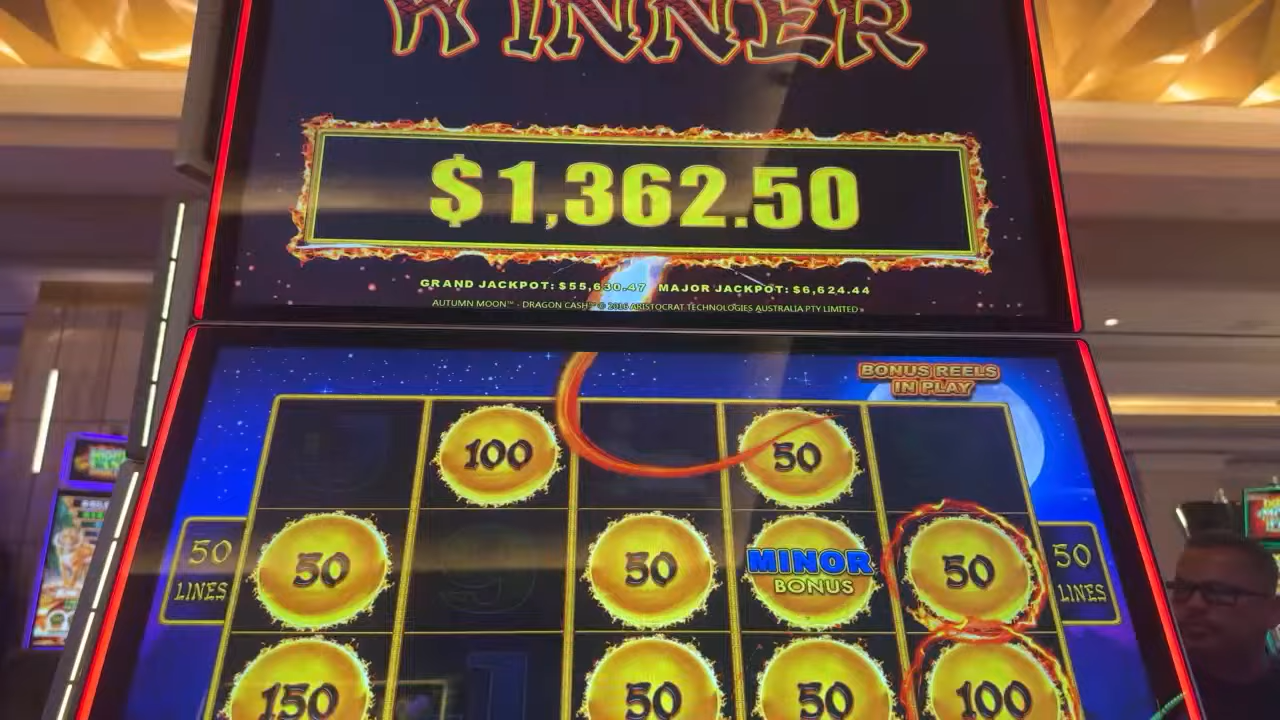 WINNER
$1,362.50
GRAND JACKPOT: $55,630.47 MAJOR JACKPOT: $6,624.44
AUTUMN MOON™ - DRAGON CASH™ © 2016 ARISTOCRAT TECHNOLOGIES AUSTRALIA PTY LIMITED
BONUS REELS
IN PLAY
100
50
50
LINES
50
50
MINOR
BONUS
50
50
LINES
150
50
50
100